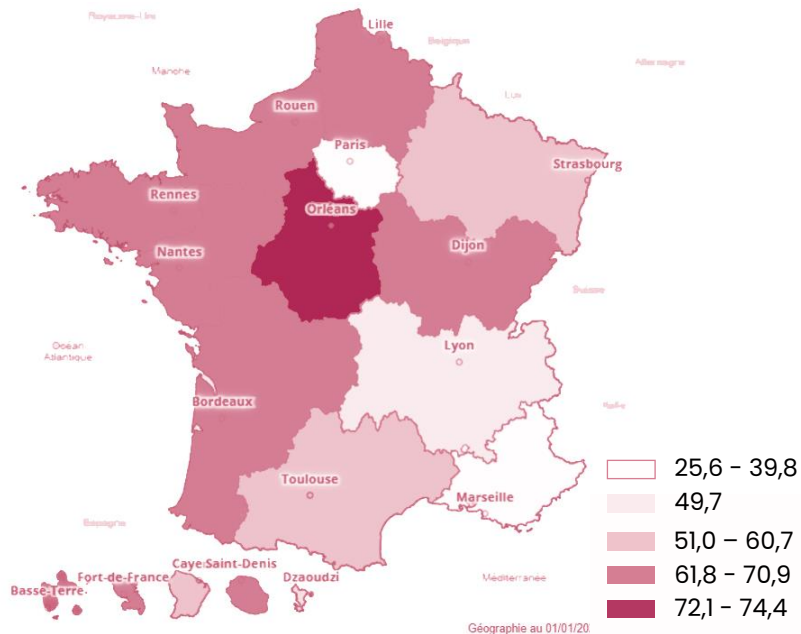 Lille
Belgique
Allemagne
Manche
Lux
Rouen
Paris
Strasbourg
Rennes
Orléans
Nantes
Dijon
Suisse
Océan
Atlantique
Lyon
Bordeaux
Toulouse
Marseille
25,6 - 39,8
49,7
51,0 – 60,7
61,8 - 70,9
72,1 - 74,4
Espagne
Méditerranée
Basse-Terre
Fort-de-France
Caye
Saint-Denis
Dzaoudzi
Géographie au 01/01/20